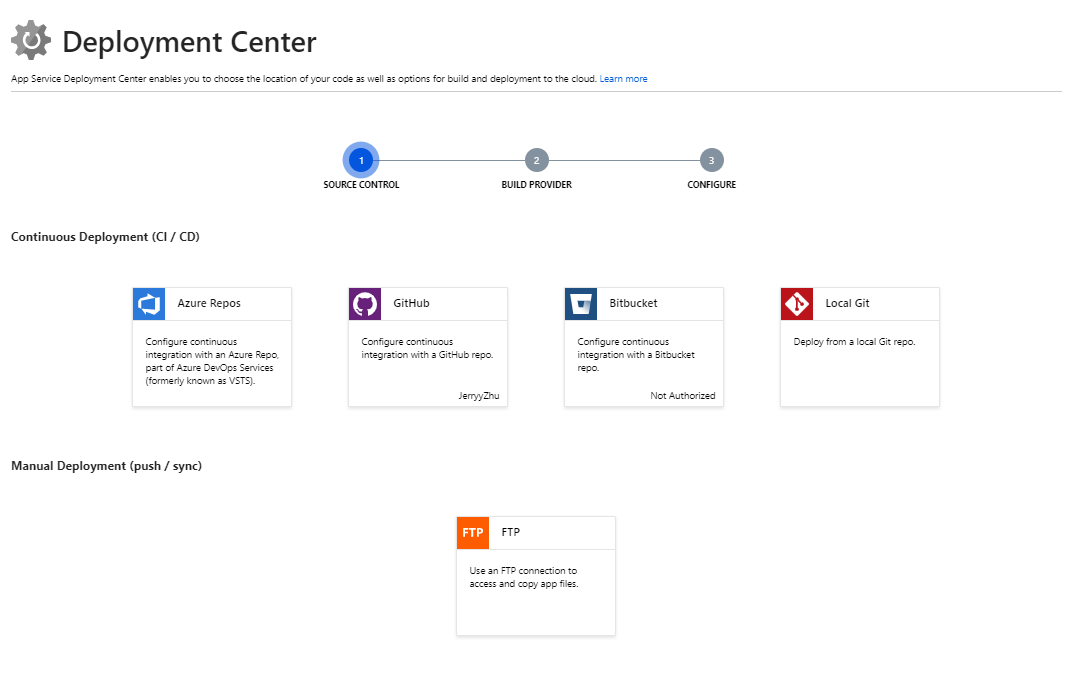 Deployment Center
App Service Deployment Center enables you to choose the location of your code as well as options for build and deployment to the cloud. Learn more
1
2
3
SOURCE CONTROL
BUILD PROVIDER
CONFIGURE
Continuous Deployment (CI / CD)
Azure Repos
Configure continuous
integration with an Azure Repo,
part of Azure DevOps Services
(formerly known as VSTS).
GitHub
Configure continuous
integration with a GitHub repo.
JerryyZhu
Bitbucket
Configure continuous
integration with a Bitbucket
repo.
Not Authorized
Local Git
Deploy from a local Git repo.
Manual Deployment (push / sync)
FTP
FTP
Use an FTP connection to
access and copy app files.